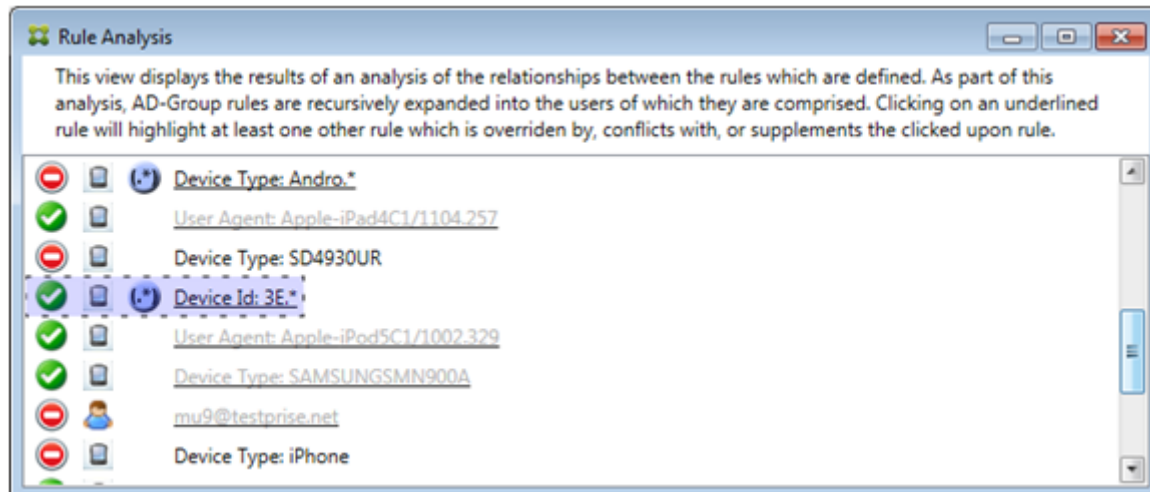 Rule Analysis
This view displays the results of an analysis of the relationships between the rules which are defined. As part of this
analysis, AD-Group rules are recursively expanded into the users of which they are comprised. Clicking on an underlined
rule will highlight at least one other rule which is overriden by, conflicts with, or supplements the clicked upon rule.
(.*) Device Type: Andro.*
User Agent: Apple-iPad4C1/1104.257
Device Type: SD4930UR
(.*) Device Id: 3E.*
User Agent: Apple-iPod5C1/1002.329
Device Type: SAMSUNGSMN900A
mu9@testprise.net
Device Type: iPhone